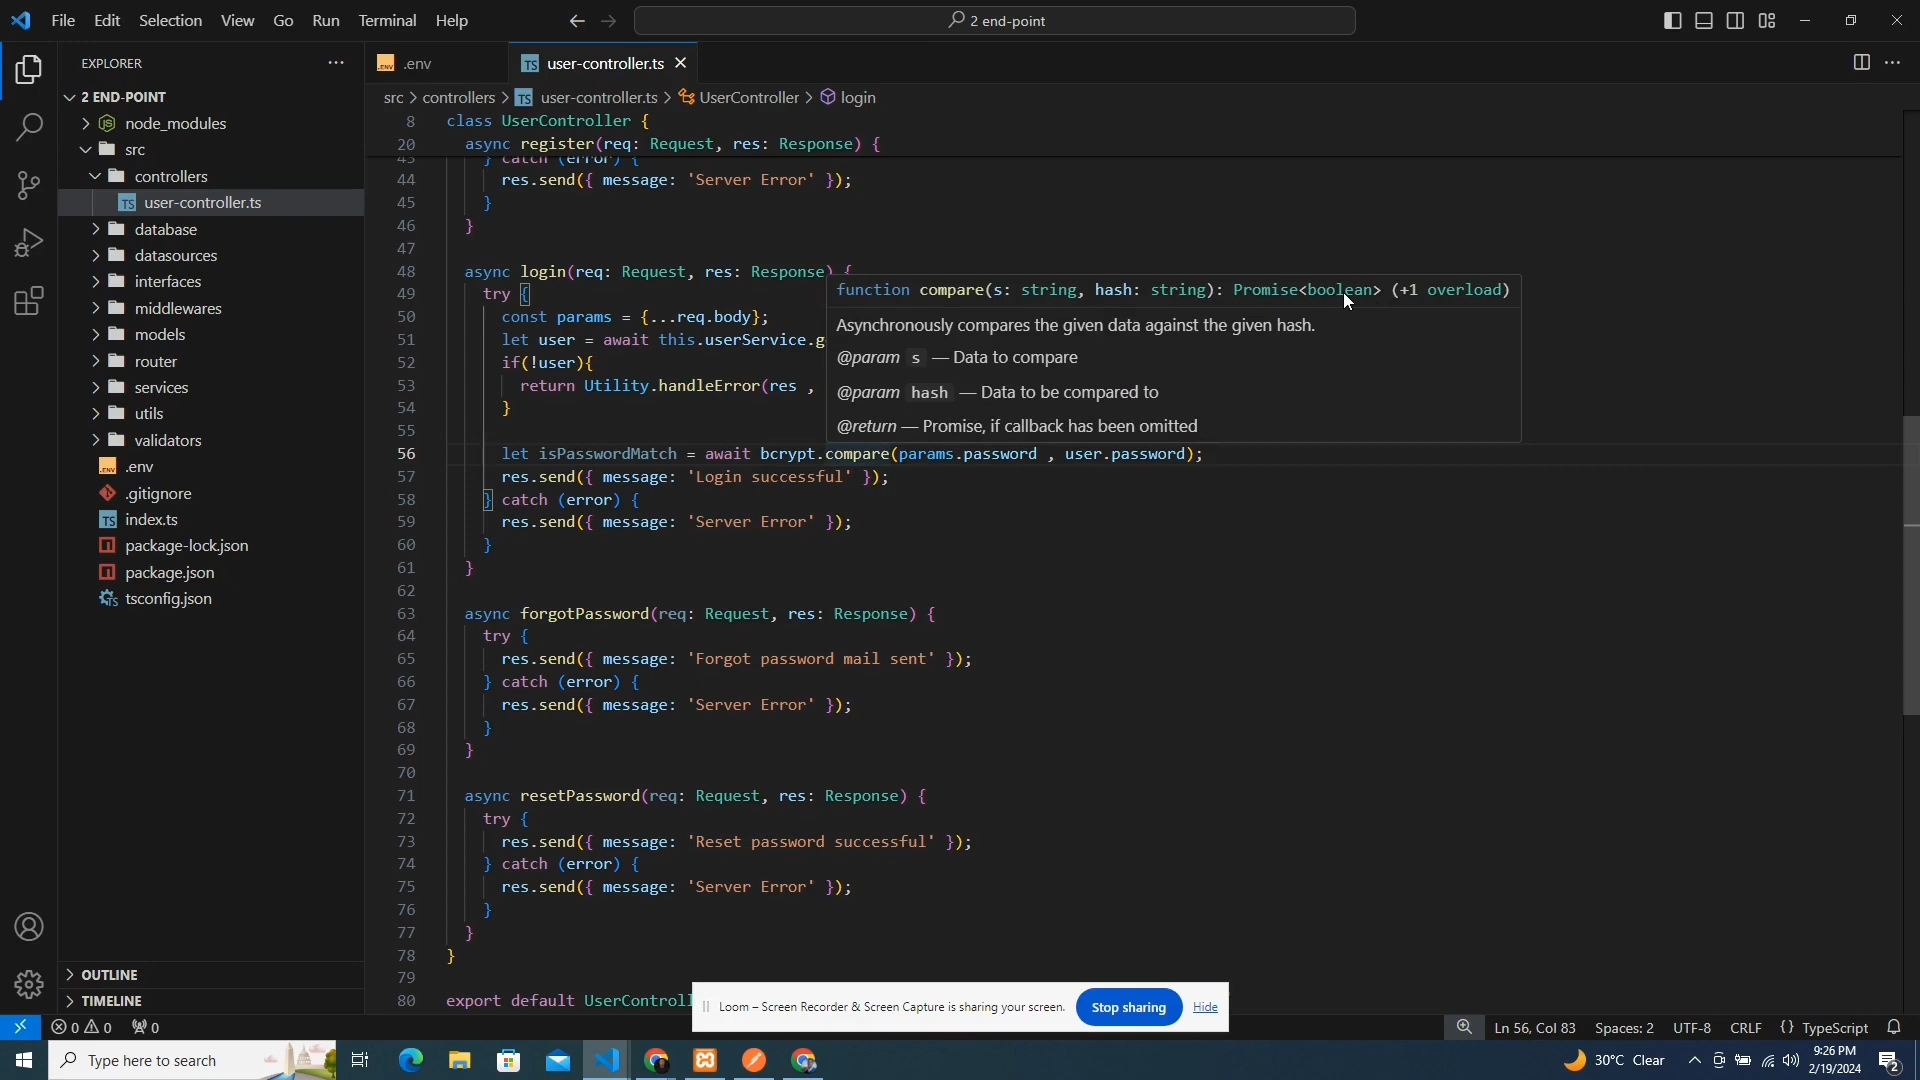 File Edit Selection View Go Run Terminal Help
2 end-point
EXPLORER
.env
TS user-controller.ts
2 END-POINT
src > controllers > TS user-controller.ts > UserController > login
node_modules
src
controllers
TS user-controller.ts
database
datasources
interfaces
middlewares
models
router
services
utils
validators
.env
.gitignore
TS index.ts
package-lock.json
package.json
tsconfig.json
OUTLINE
TIMELINE
8 class UserController {
20 async register(req: Request, res: Response) {
43 } catch (error) {
44 res.send({ message: 'Server Error' });
45 }
46 }
47
48 async login(req: Request, res: Response) {
49 try {
50 const params = {...req.body};
51 let user = await this.userService.g
52 if(!user){
53 return Utility.handleError(res ,
54 }
55
function compare(s: string, hash: string): Promise<boolean> (+1 overload)
Asynchronously compares the given data against the given hash.
@param s — Data to compare
@param hash — Data to be compared to
@return — Promise, if callback has been omitted
56 let isPasswordMatch = await bcrypt.compare(params.password , user.password);
57 res.send({ message: 'Login successful' });
58 } catch (error) {
59 res.send({ message: 'Server Error' });
60 }
61 }
62
63 async forgotPassword(req: Request, res: Response) {
64 try {
65 res.send({ message: 'Forgot password mail sent' });
66 } catch (error) {
67 res.send({ message: 'Server Error' });
68 }
69 }
70
71 async resetPassword(req: Request, res: Response) {
72 try {
73 res.send({ message: 'Reset password successful' });
74 } catch (error) {
75 res.send({ message: 'Server Error' });
76 }
77 }
78 }
79
80 export default UserControll
Loom – Screen Recorder & Screen Capture is sharing your screen. Stop sharing Hide
0 0 0
Ln 56, Col 83 Spaces: 2 UTF-8 CRLF {} TypeScript
Type here to search
30°C Clear
9:26 PM
2/19/2024
2